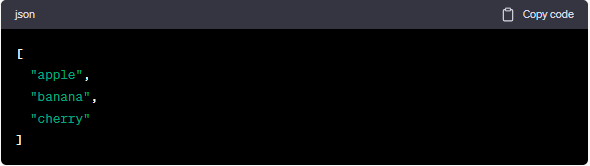 json Copy code
[
  "apple",
  "banana",
  "cherry"
]